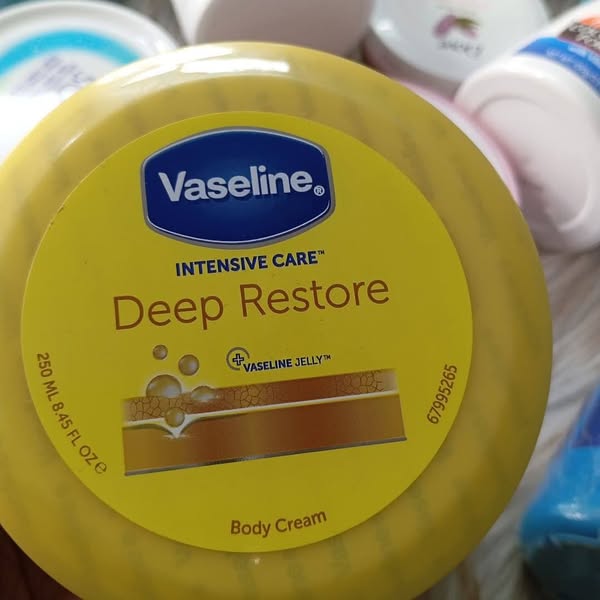 Vaseline®
INTENSIVE CARE™
Deep Restore
VASELINE JELLY™
250 ML 8.45 FL OZ ℮
67995265
Body Cream